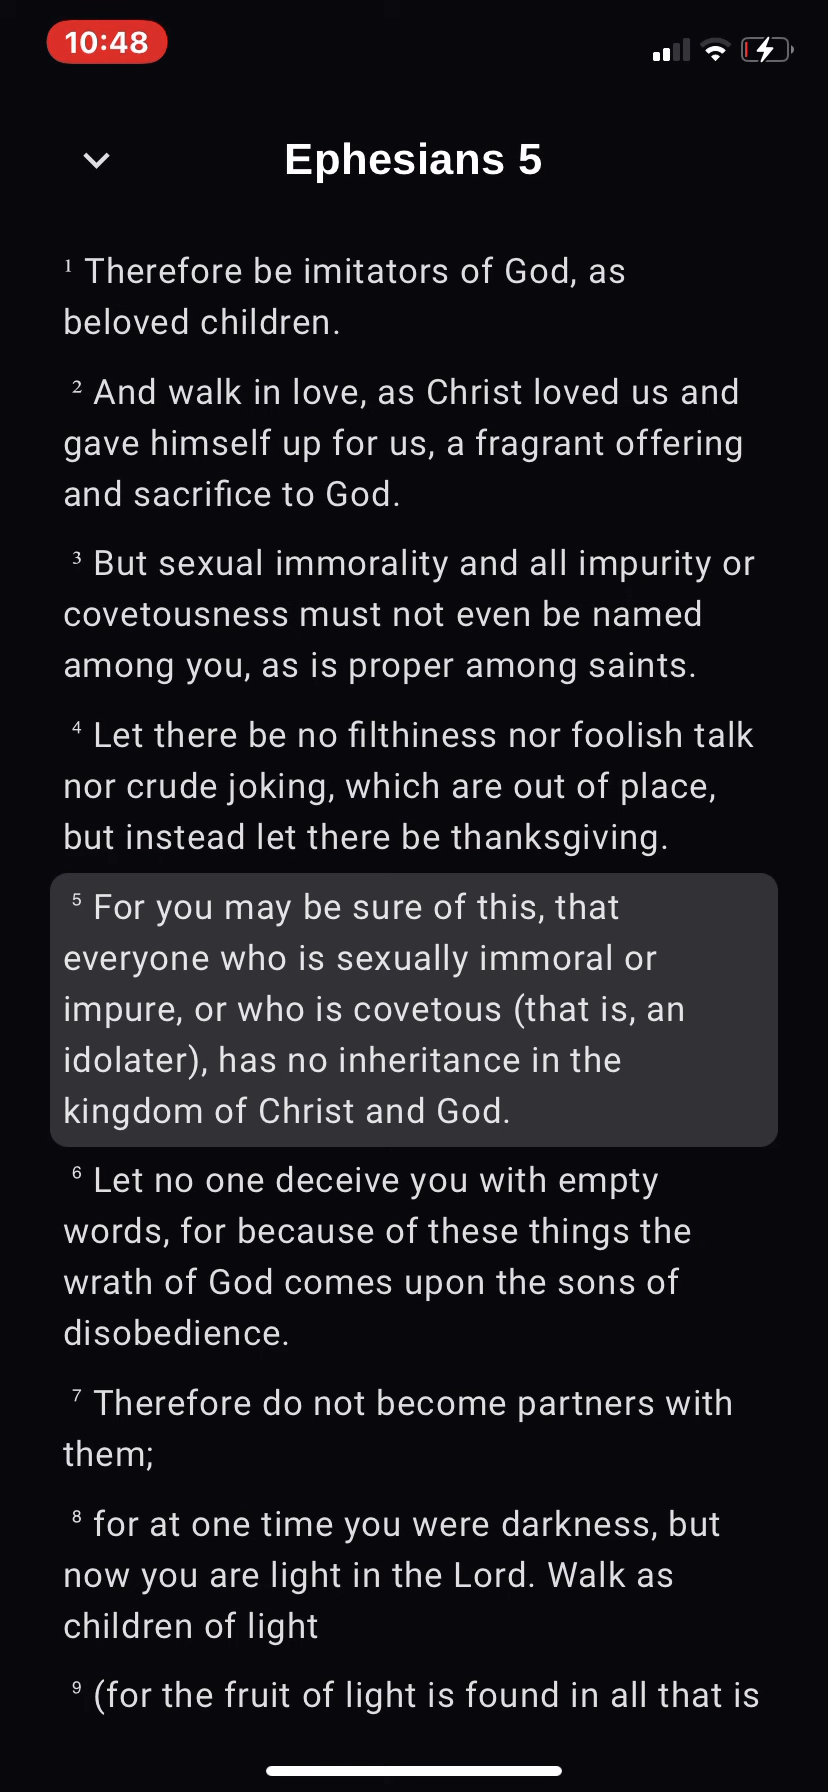 10:48
Ephesians 5
1 Therefore be imitators of God, as
beloved children.
2 And walk in love, as Christ loved us and
gave himself up for us, a fragrant offering
and sacrifice to God.
3 But sexual immorality and all impurity or
covetousness must not even be named
among you, as is proper among saints.
4 Let there be no filthiness nor foolish talk
nor crude joking, which are out of place,
but instead let there be thanksgiving.
5 For you may be sure of this, that
everyone who is sexually immoral or
impure, or who is covetous (that is, an
idolater), has no inheritance in the
kingdom of Christ and God.
6 Let no one deceive you with empty
words, for because of these things the
wrath of God comes upon the sons of
disobedience.
7 Therefore do not become partners with
them;
8 for at one time you were darkness, but
now you are light in the Lord. Walk as
children of light
9 (for the fruit of light is found in all that is